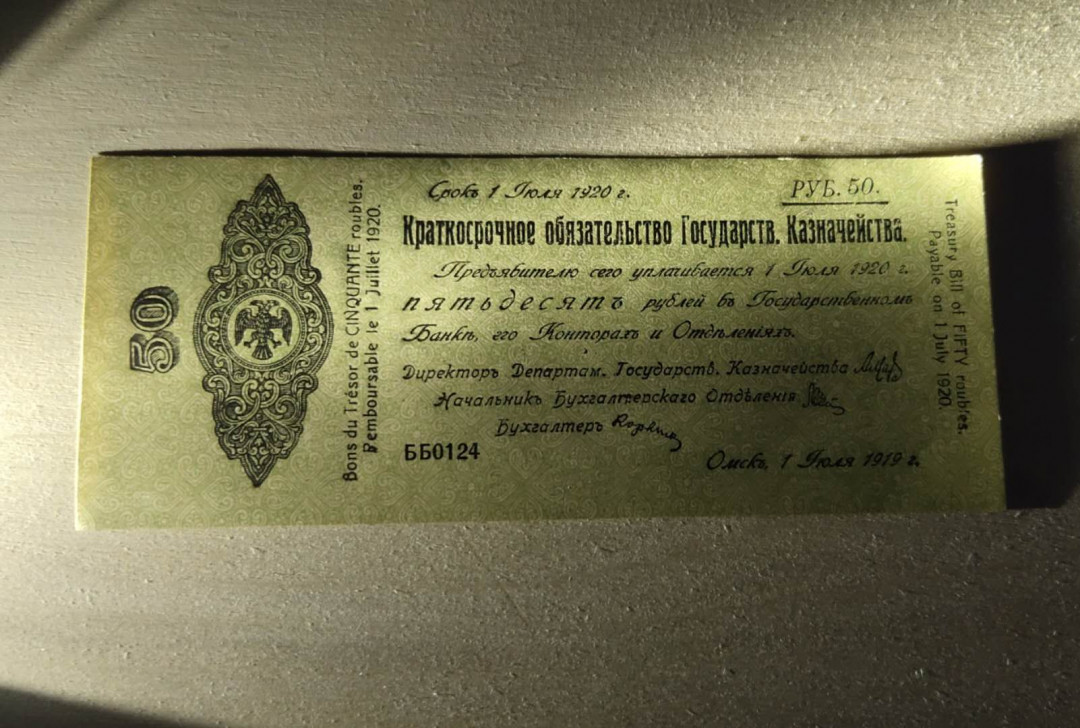 50
Bons du Trésor de CINQUANTE roubles.
Remboursable le 1 Juillet 1920.
Срокъ 1 Іюля 1920 г.
РУБ. 50.
Краткосрочное обязательство Государств. Казначейства.
Предъявителю сего уплачивается 1 Іюля 1920 г.
пятьдесятъ рублей въ Государственномъ
Банкѣ, его Конторахъ и Отдѣленіяхъ.
Директоръ Департам. Государств. Казначейства
Начальникъ Бухгалтерскаго Отдѣленія
Бухгалтеръ
ББ0124
Омскъ, 1 Іюля 1919 г.
Treasury Bill of FIFTY roubles.
Payable on 1 July 1920.